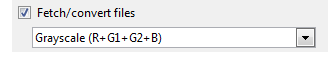 Fetch/convert files
Grayscale (R+G1+G2+B)